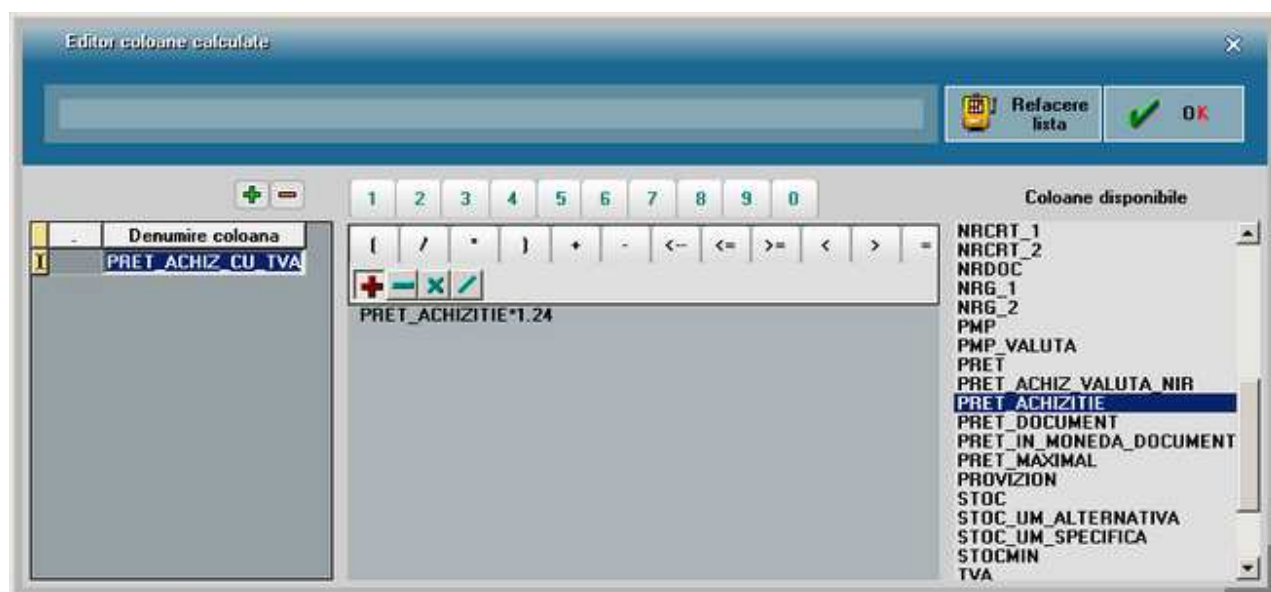 Editor coloane calculate
Refacere lista
OK
1 2 3 4 5 6 7 8 9 0
Coloane disponibile
. Denumire coloana
PRET_ACHIZ_CU_TVA
( / * ) + - <-- <= >= < > =
PRET_ACHIZITIE*1.24
NRCRT_1
NRCRT_2
NRDOC
NRG_1
NRG_2
PMP
PMP_VALUTA
PRET
PRET_ACHIZ_VALUTA_NIR
PRET_ACHIZITIE
PRET_DOCUMENT
PRET_IN_MONEDA_DOCUMENT
PRET_MAXIMAL
PROVIZION
STOC
STOC_UM_ALTERNATIVA
STOC_UM_SPECIFICA
STOCMIN
TVA